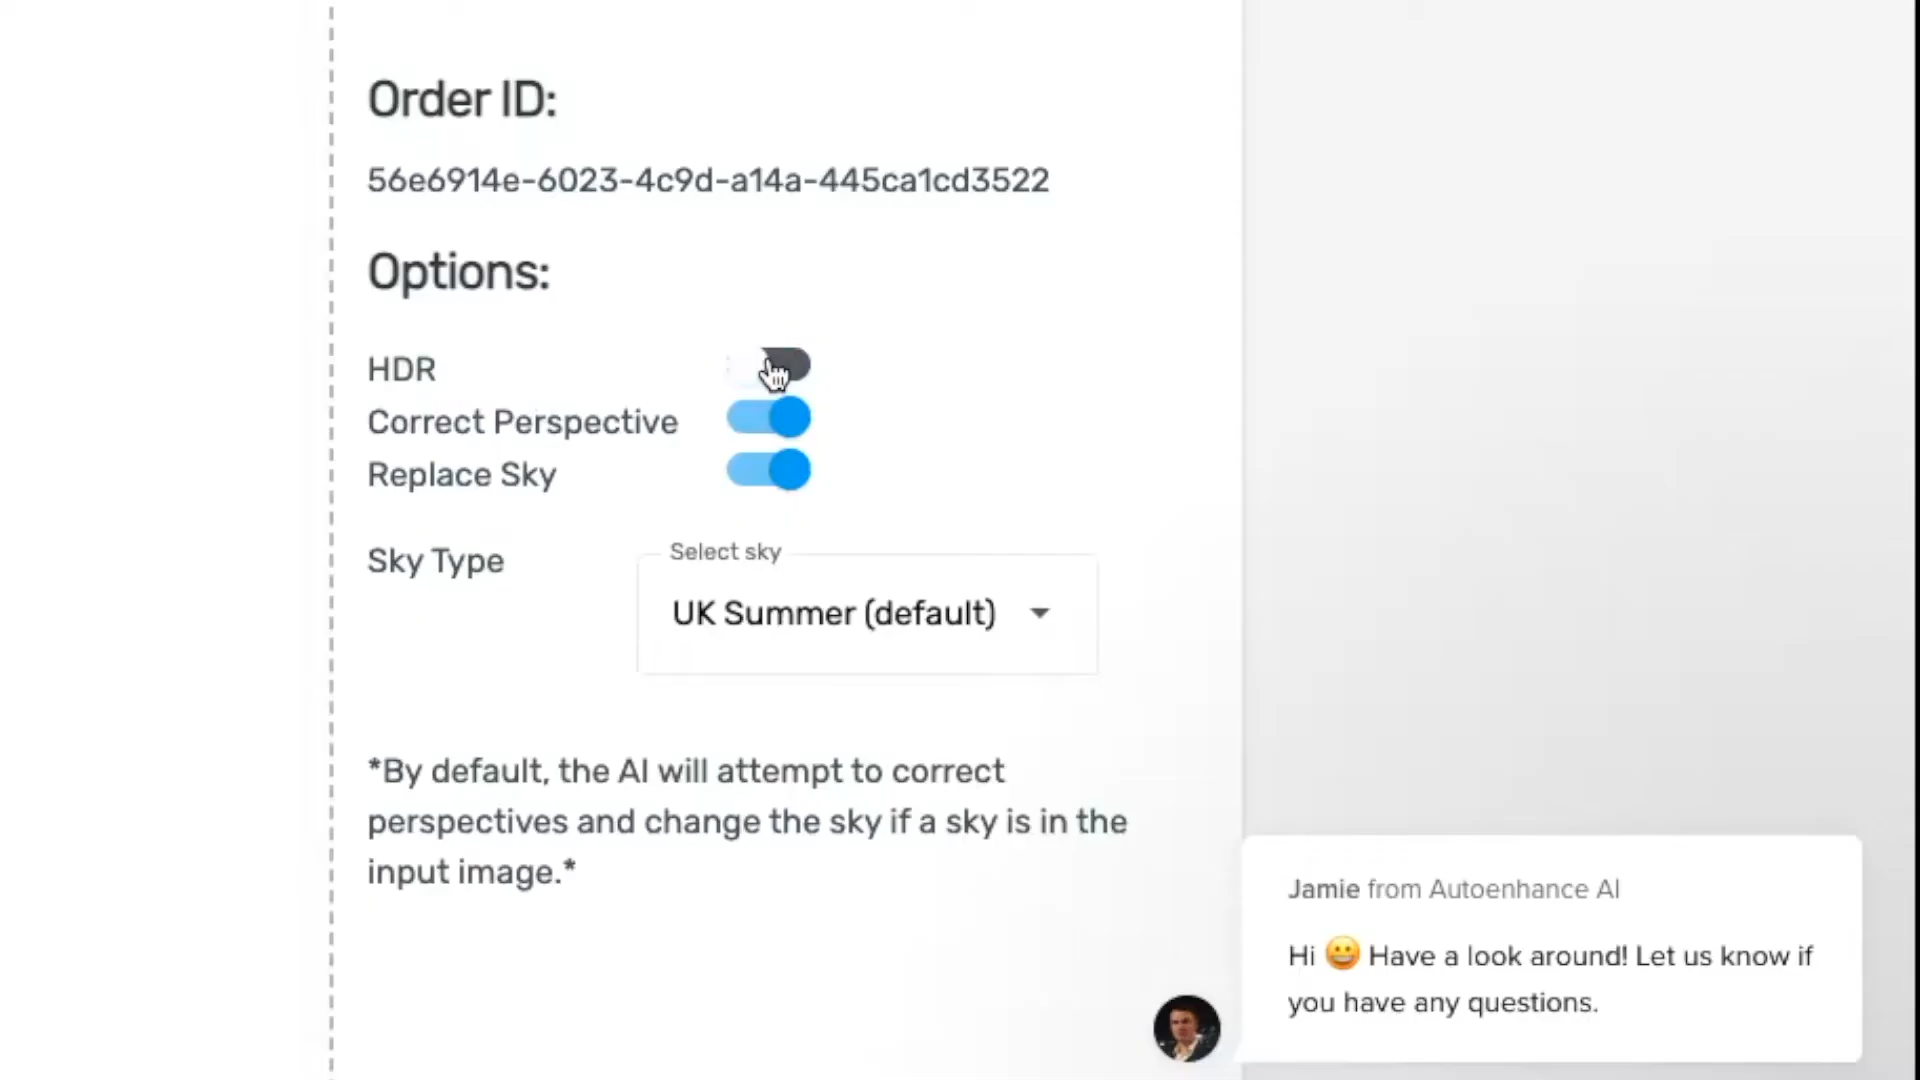 Order ID:
56e6914e-6023-4c9d-a14a-445ca1cd3522
Options:
HDR
Correct Perspective
Replace Sky
Sky Type
Select sky
UK Summer (default)
*By default, the AI will attempt to correct
perspectives and change the sky if a sky is in the
input image.*
Jamie from Autoenhance AI
Hi 😀 Have a look around! Let us know if
you have any questions.